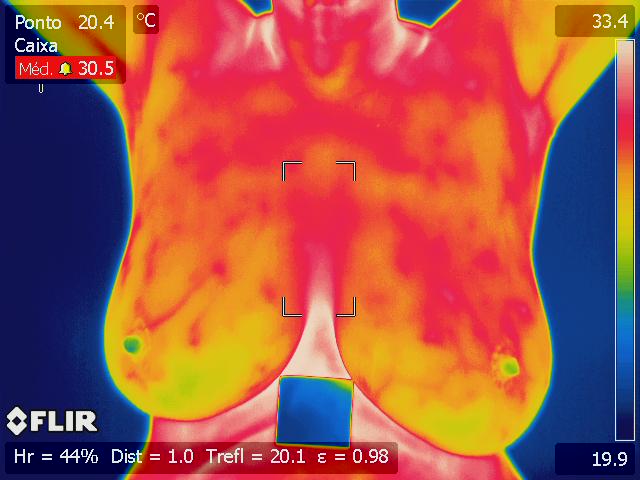 Ponto 20.4 °C
Caixa
Méd. 30.5
33.4
FLIR
Hr = 44% Dist = 1.0 Trefl = 20.1 ε = 0.98
19.9